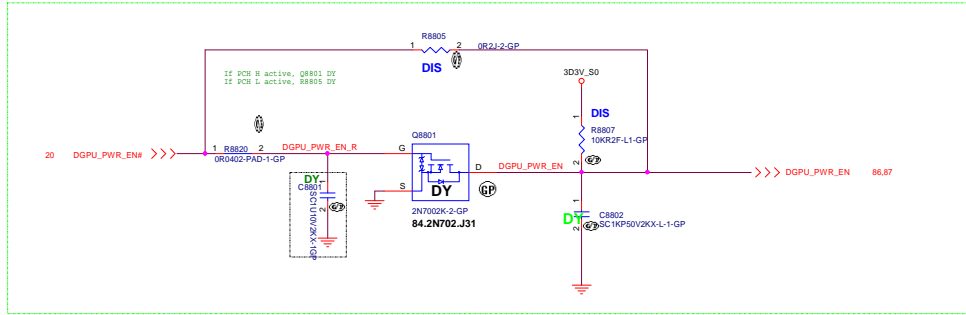 R8805
1
2
0R2J-2-GP
DIS
If PCH H active, Q8801 DY
If PCH L active, R8805 DY
3D3V_S0
DIS
1
R8807
10KR2F-L1-GP
2
20
DGPU_PWR_EN#
1
R8820
2
0R0402-PAD-1-GP
DGPU_PWR_EN_R
Q8801
G
D
S
DY
2N7002K-2-GP
84.2N702.J31
GP
DGPU_PWR_EN
DGPU_PWR_EN
86,87
DY
1
C8801
2
SC1U10V2KX-1GP
1
DY
C8802
2
SC1KP50V2KX-L-1-GP